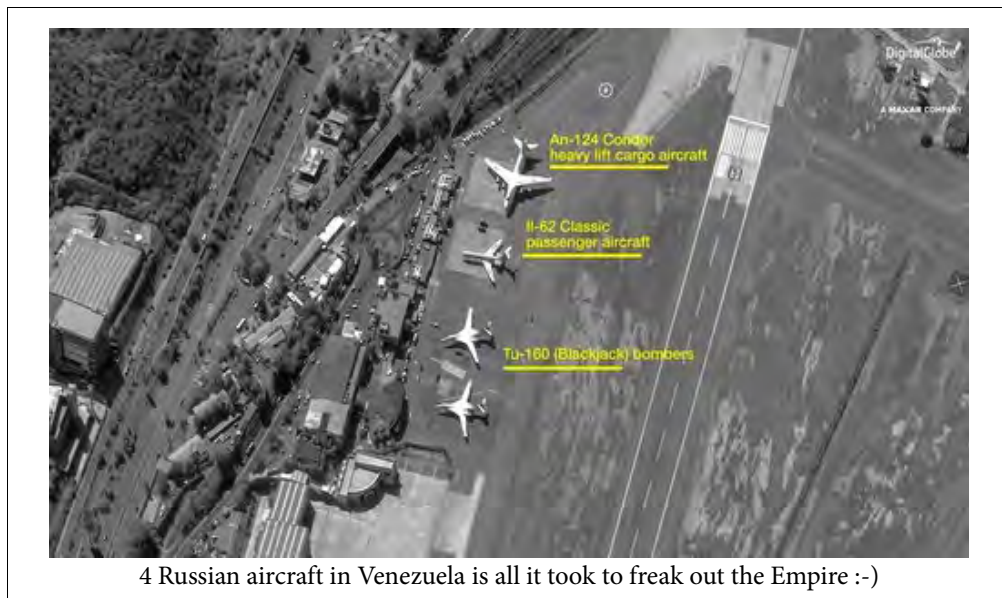 DigitalGlobe
A MAXAR COMPANY
An-124 Condor
heavy lift cargo aircraft
Il-62 Classic
passenger aircraft
Tu-160 (Blackjack) bombers
4 Russian aircraft in Venezuela is all it took to freak out the Empire :-)